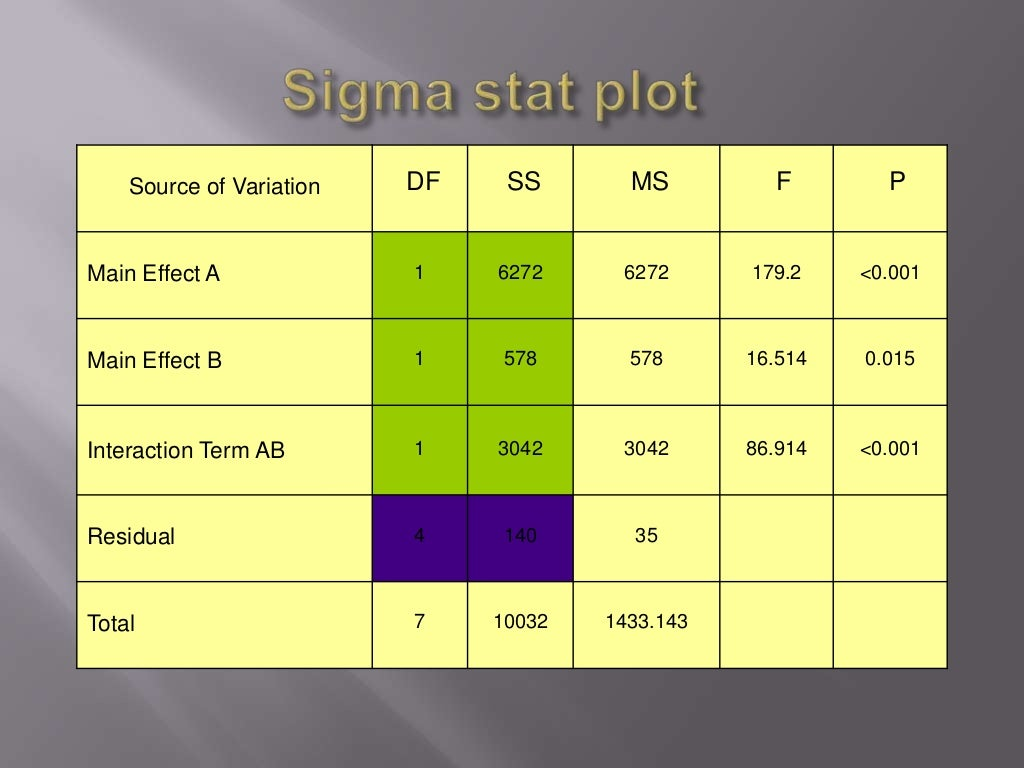 Sigma stat plot
Source of Variation DF SS MS F P
Main Effect A 1 6272 6272 179.2 <0.001
Main Effect B 1 578 578 16.514 0.015
Interaction Term AB 1 3042 3042 86.914 <0.001
Residual 4 140 35
Total 7 10032 1433.143